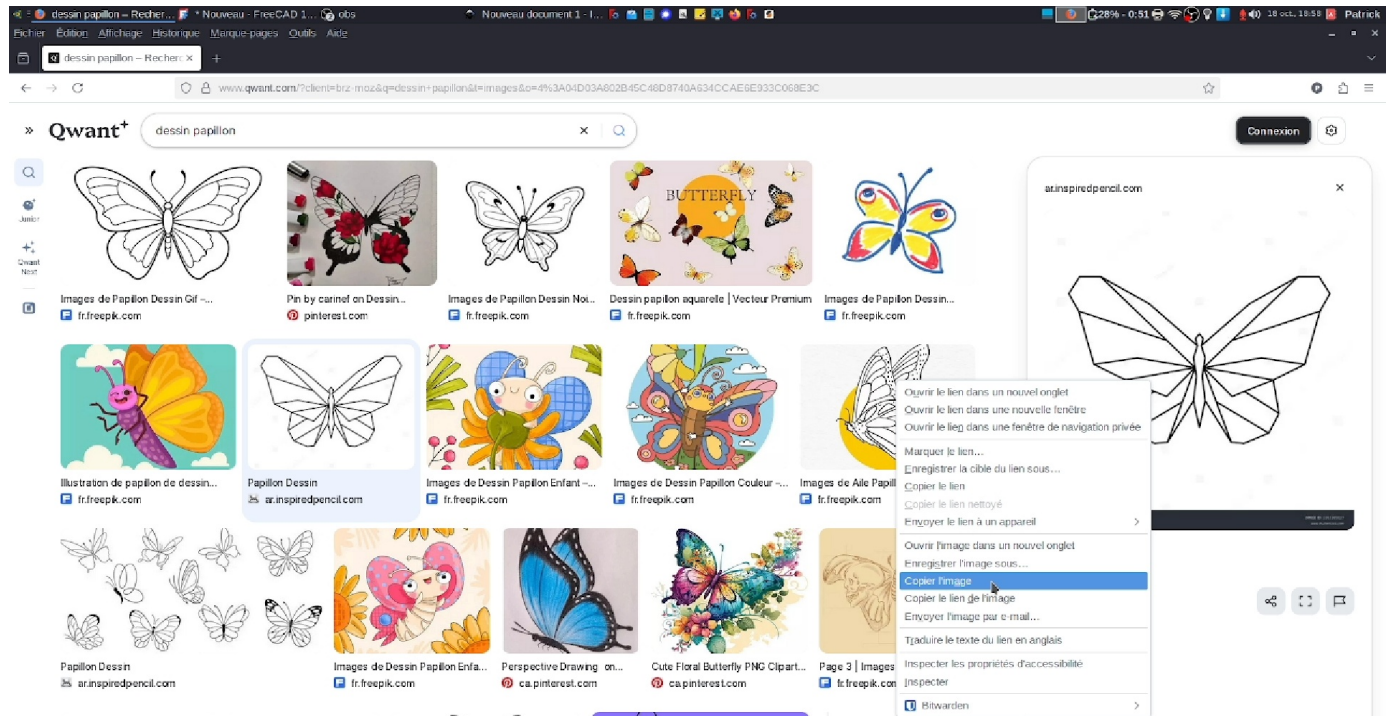 dessin papillon — Recher... * Nouveau - FreeCAD 1... obs Nouveau document 1 - I... 28% - 0:51 18 oct., 18:58 Patrick
Fichier Édition Affichage Historique Marque-pages Outils Aide
dessin papillon – Recherc ×
www.qwant.com/?client=brz-moz&q=dessin+papillon&t=images&o=4%3A04D03A802B45C48D8740A634CCAE6E933C068E3C
Qwant+ dessin papillon Connexion
Junior
Qwant
Next
BUTTERFLY
Images de Papillon Dessin Gif –...
fr.freepik.com
Pin by carinef on Dessin...
pinterest.com
Images de Papillon Dessin Noi...
fr.freepik.com
Dessin papillon aquarelle | Vecteur Premium
fr.freepik.com
Images de Papillon Dessin...
fr.freepik.com
Illustration de papillon de dessin...
fr.freepik.com
Papillon Dessin
ar.inspiredpencil.com
Images de Dessin Papillon Enfant –...
fr.freepik.com
Images de Dessin Papillon Couleur –...
fr.freepik.com
Images de Aile Papill
fr.freepik.com
Papillon Dessin
ar.inspiredpencil.com
Images de Dessin Papillon Enfa...
fr.freepik.com
Perspective Drawing on...
ca.pinterest.com
Cute Floral Butterfly PNG Clipart...
ca.pinterest.com
Page 3 | Images
fr.freepik.com
ar.inspiredpencil.com
Ouvrir le lien dans un nouvel onglet
Ouvrir le lien dans une nouvelle fenêtre
Ouvrir le lien dans une fenêtre de navigation privée
Marquer le lien...
Enregistrer la cible du lien sous...
Copier le lien
Copier le lien nettoyé
Envoyer le lien à un appareil
Ouvrir l'image dans un nouvel onglet
Enregistrer l'image sous...
Copier l'image
Copier le lien de l'image
Envoyer l'image par e-mail...
Traduire le texte du lien en anglais
Inspecter les propriétés d'accessibilité
Inspecter
Bitwarden